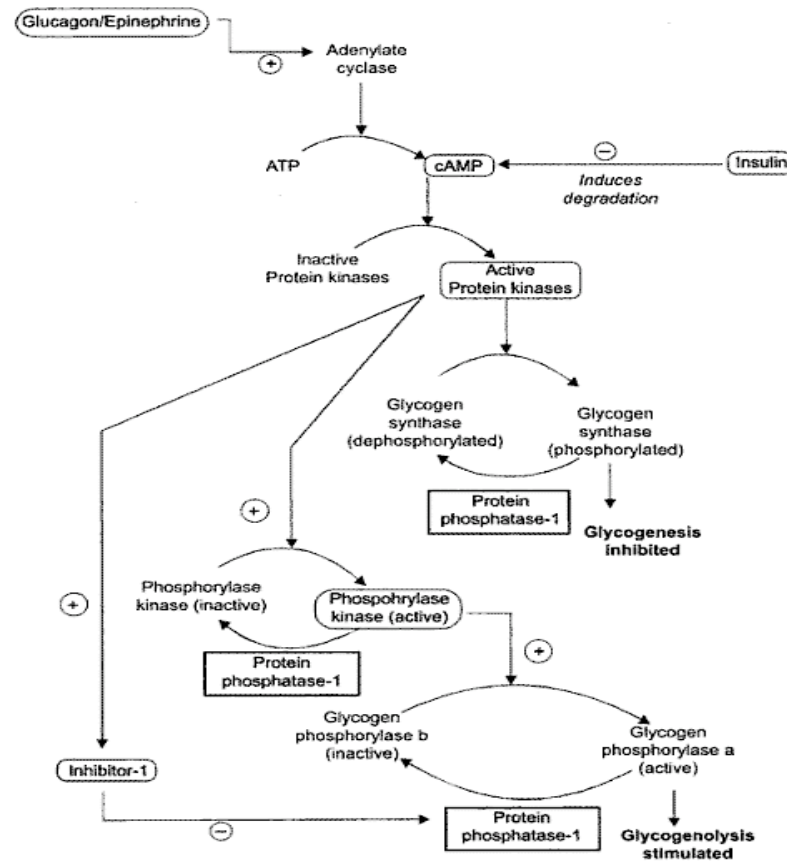 Glucagon/Epinephrine
+
Adenylate
cyclase
ATP
cAMP
−
Induces
degradation
Insulin
Inactive
Protein kinases
Active
Protein kinases
Glycogen
synthase
(dephosphorylated)
Glycogen
synthase
(phosphorylated)
Protein
phosphatase-1
Glycogenesis
inhibited
+
+
Phosphorylase
kinase (inactive)
Phospohrylase
kinase (active)
Protein
phosphatase-1
+
Glycogen
phosphorylase b
(inactive)
Glycogen
phosphorylase a
(active)
Inhibitor-1
−
Protein
phosphatase-1
Glycogenolysis
stimulated